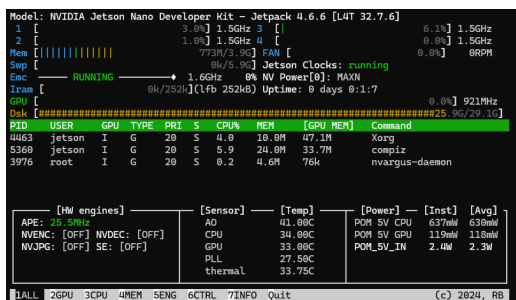 Model: NVIDIA Jetson Nano Developer Kit - Jetpack 4.6.6 [L4T 32.7.6]
1 [ 3.0%] 1.5GHz 3 [| 6.1%] 1.5GHz
2 [ 1.0%] 1.5GHz 4 [ 0.0%] 1.5GHz
Mem [||||||||||||| 773M/3.9G] FAN [ 0.0%] 0RPM
Swp [ 0k/5.9G] Jetson Clocks: running
Emc RUNNING 1.6GHz 0% NV Power[0]: MAXN
Iram [ 0k/252k](lfb 252kB) Uptime: 0 days 0:1:7
GPU [ 0.0%] 921MHz
Dsk [##########################################################################25.9G/29.1G]
PID USER GPU TYPE PRI S CPU% MEM [GPU MEM] Command
4463 jetson I G 20 S 4.0 10.0M 47.1M Xorg
5360 jetson I G 20 S 5.9 24.0M 33.7M compiz
3976 root I G 20 S 0.2 4.6M 76k nvargus-daemon
[HW engines] [Sensor] [Temp] [Power] [Inst] [Avg]
APE: 25.5MHz AO 41.00C POM 5V CPU 637mW 630mW
NVENC: [OFF] NVDEC: [OFF] CPU 34.00C POM 5V GPU 119mW 118mW
NVJPG: [OFF] SE: [OFF] GPU 33.00C POM_5V_IN 2.4W 2.3W
PLL 27.50C
thermal 33.75C
1ALL 2GPU 3CPU 4MEM 5ENG 6CTRL 7INFO Quit (c) 2024, RB